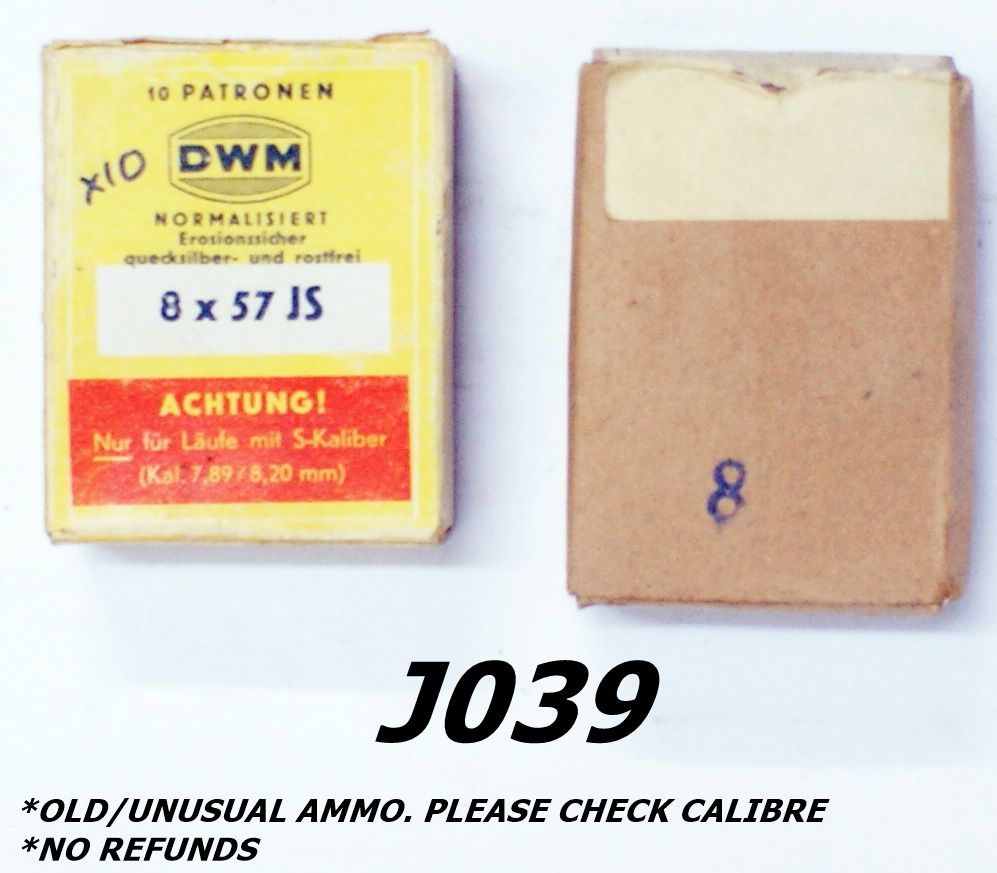 10 PATRONEN
x10
DWM
NORMALISIERT
Erosionssicher
quecksilber- und rostfrei
8 x 57 JS
ACHTUNG!
Nur für Läufe mit S-Kaliber
(Kal. 7,89 / 8,20 mm)
8
J039
*OLD/UNUSUAL AMMO. PLEASE CHECK CALIBRE
*NO REFUNDS